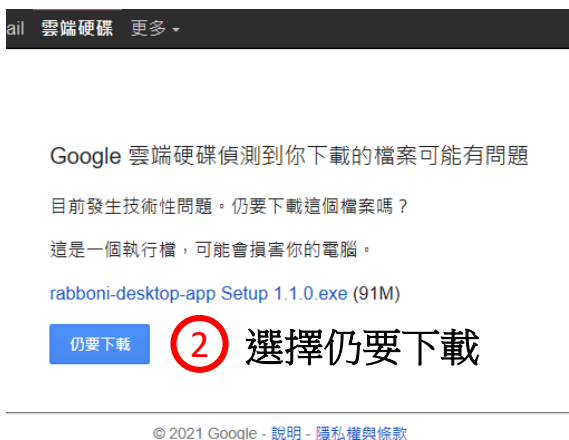 ail 雲端硬碟 更多
Google 雲端硬碟偵測到你下載的檔案可能有問題
目前發生技術性問題。仍要下載這個檔案嗎？
這是一個執行檔，可能會損害你的電腦。
rabboni-desktop-app Setup 1.1.0.exe (91M)
仍要下載 2 選擇仍要下載
© 2021 Google - 說明 - 隱私權與條款